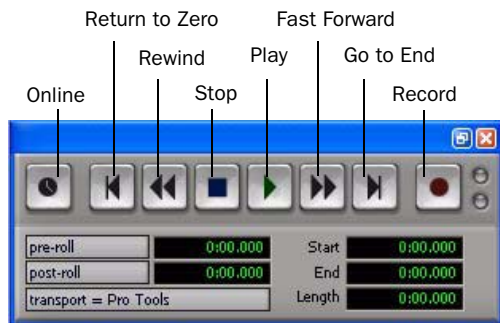 Return to Zero Fast Forward
Rewind Play Go to End
Online Stop Record
pre-roll 0:00.000 Start 0:00.000
post-roll 0:00.000 End 0:00.000
transport = Pro Tools Length 0:00.000